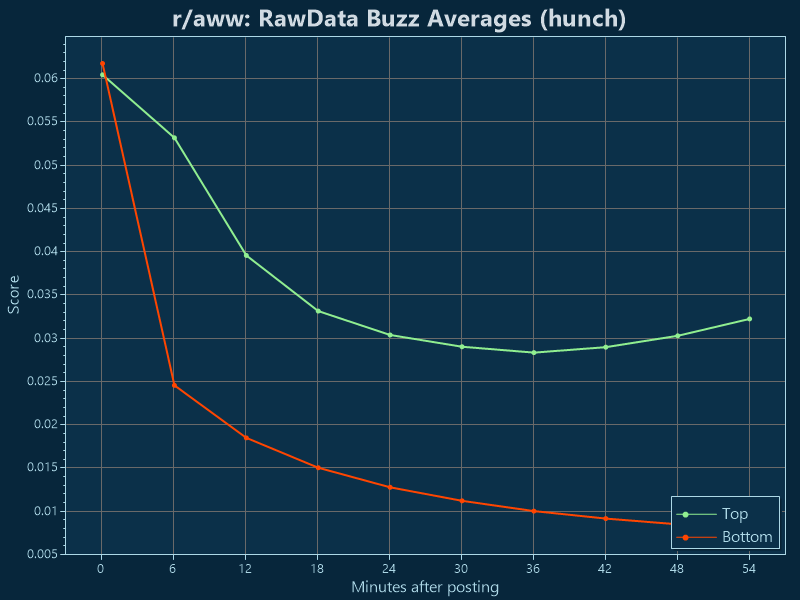 r/aww: RawData Buzz Averages (hunch)
Score
0.06
0.055
0.05
0.045
0.04
0.035
0.03
0.025
0.02
0.015
0.01
0.005
Top
Bottom
0 6 12 18 24 30 36 42 48 54
Minutes after posting